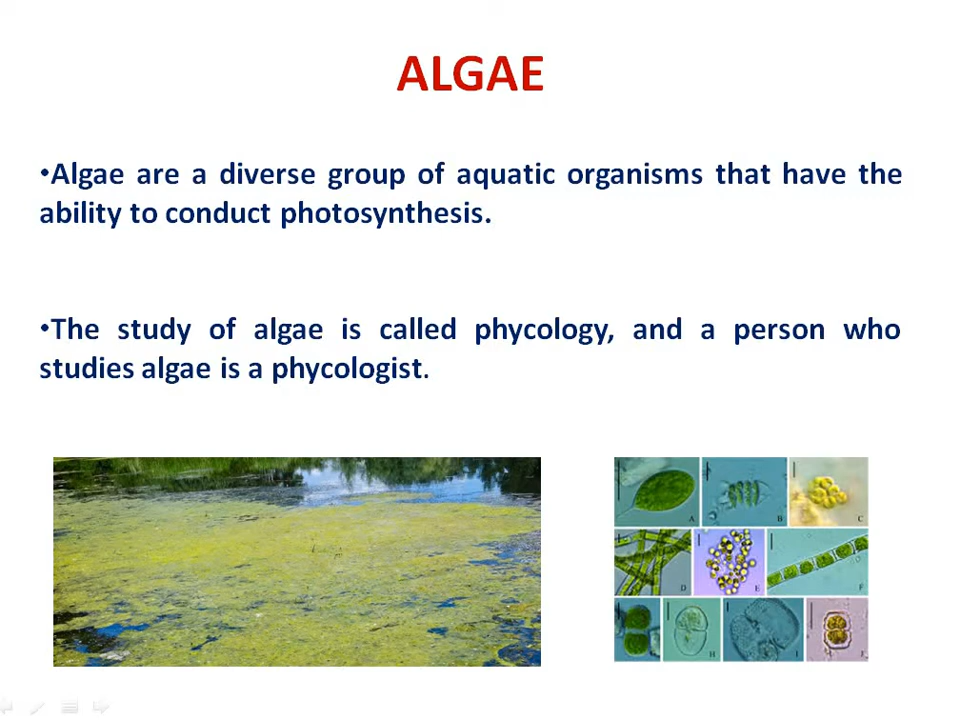 ALGAE
•Algae are a diverse group of aquatic organisms that have the
ability to conduct photosynthesis.
•The study of algae is called phycology, and a person who
studies algae is a phycologist.
A B C
D E F
H I